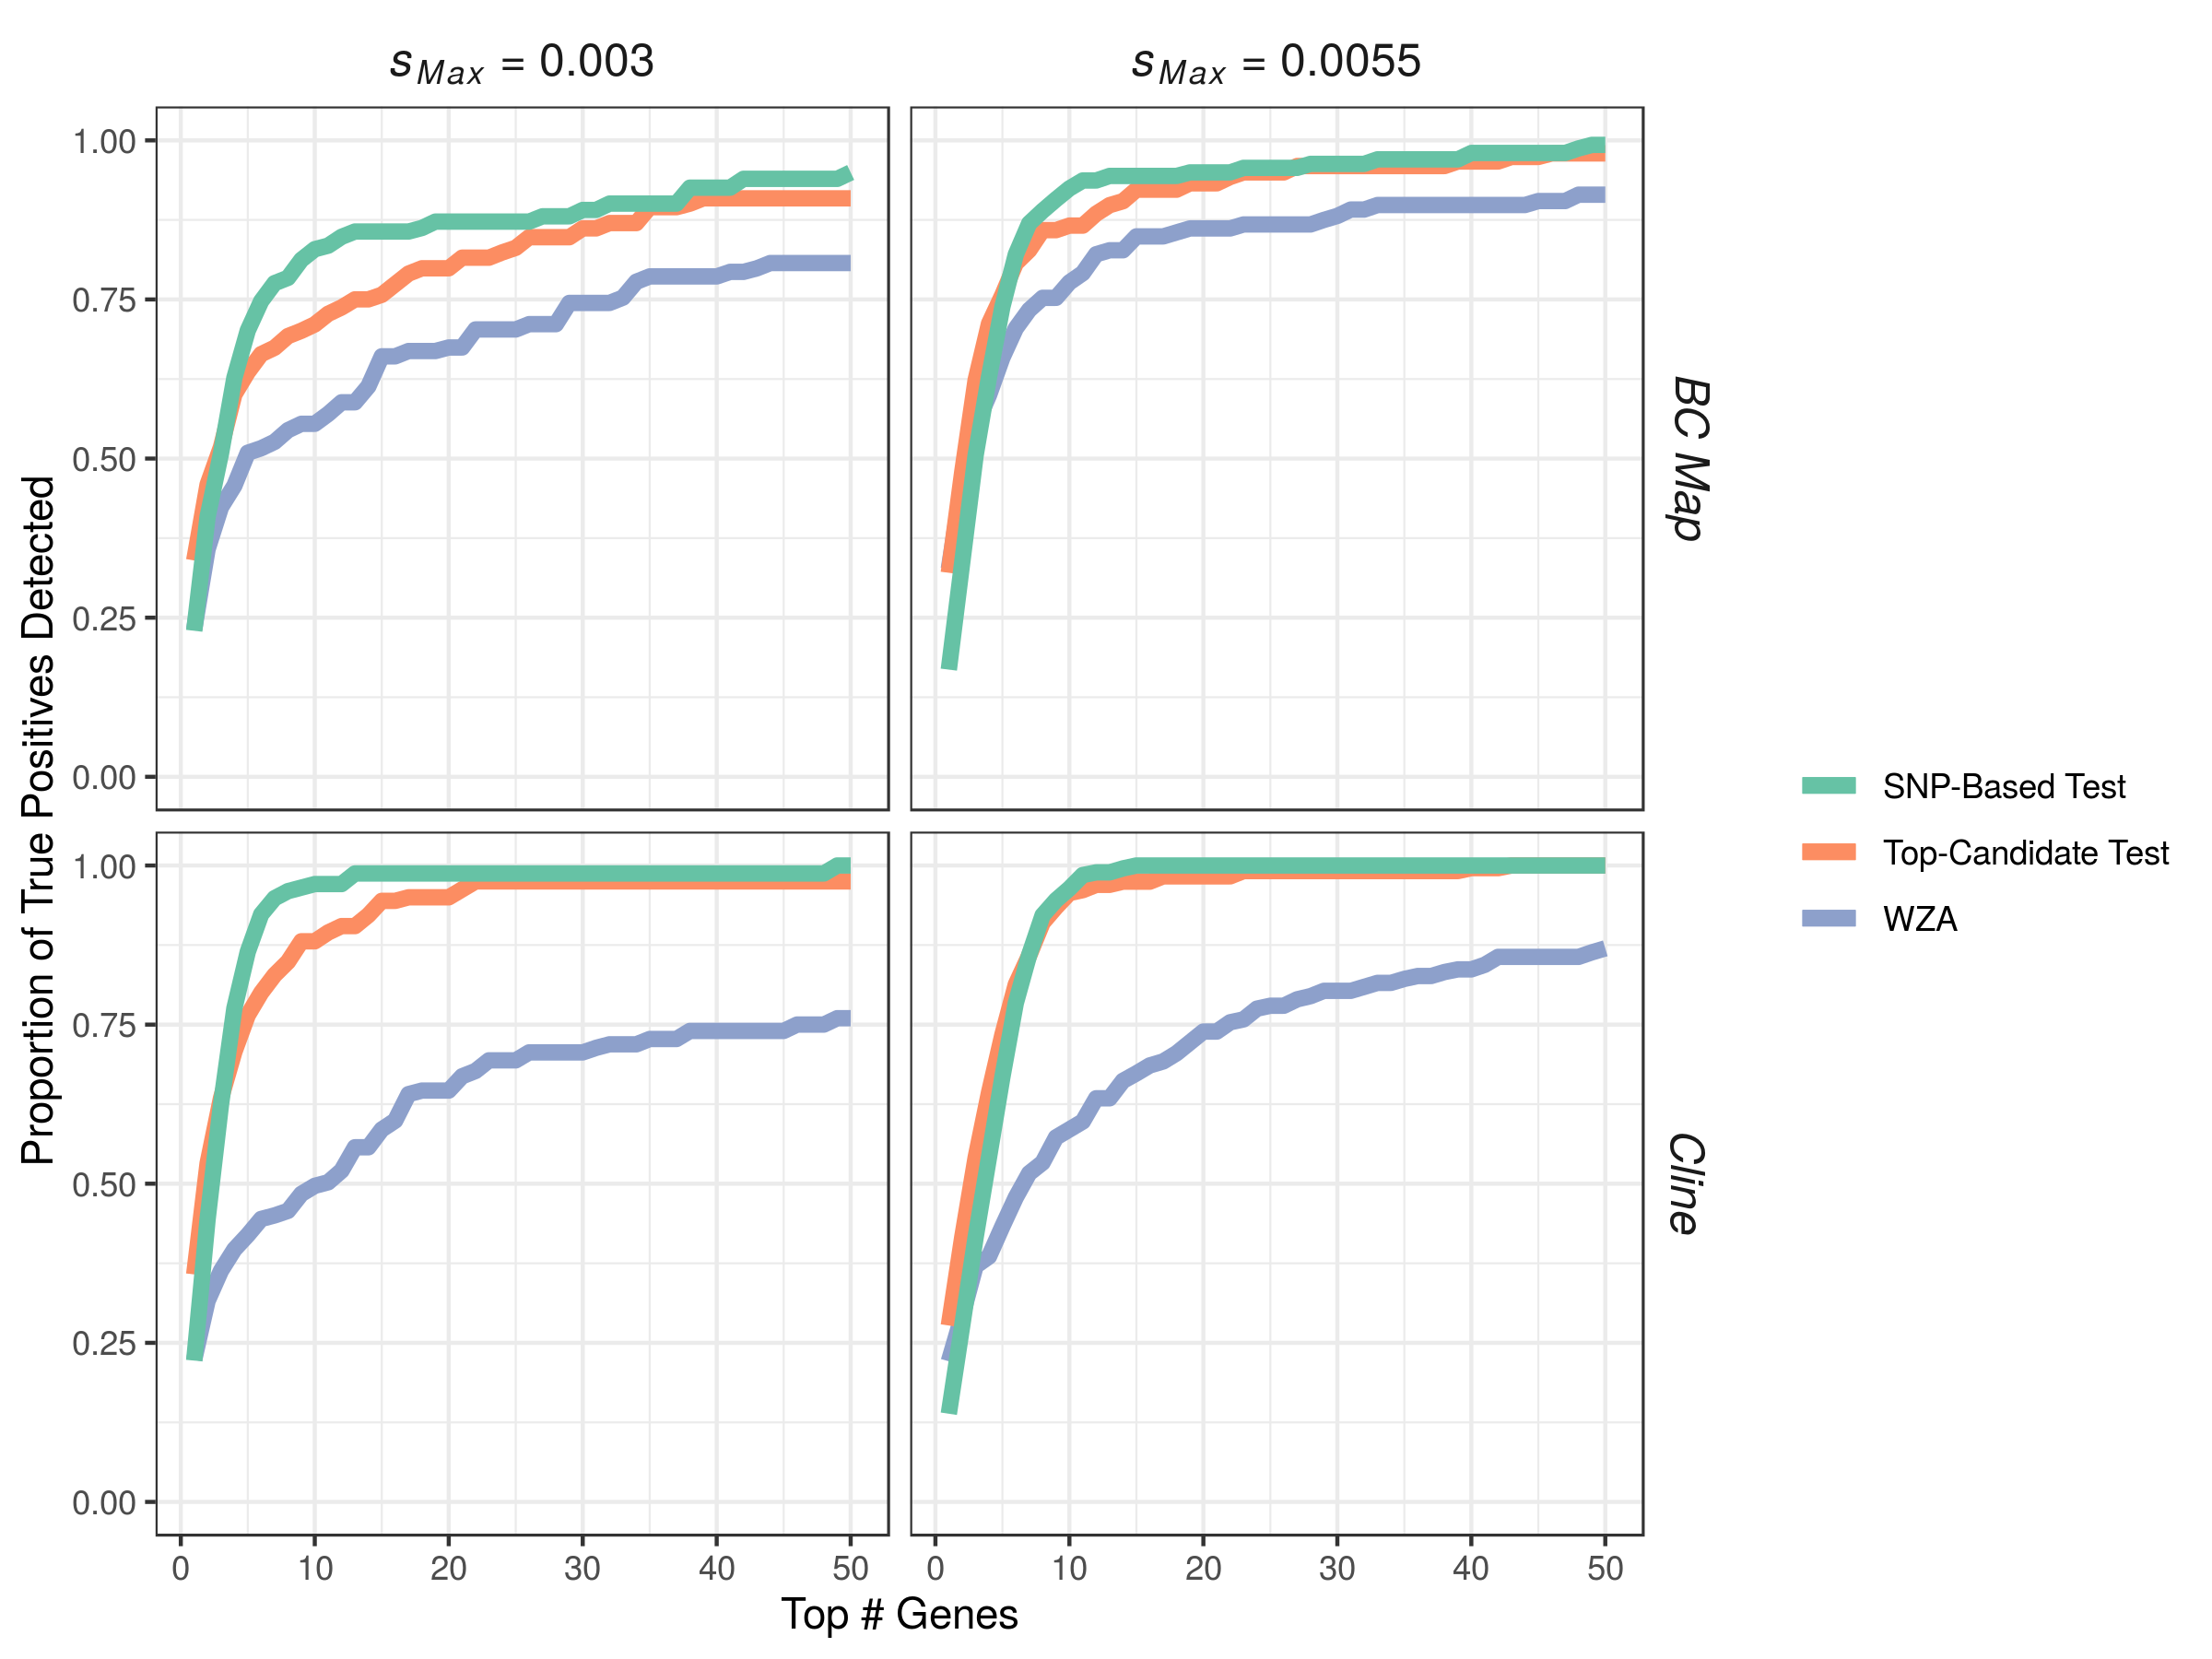 sMax = 0.003
sMax = 0.0055
1.00
0.75
0.50
0.25
0.00
BC Map
1.00
0.75
0.50
0.25
0.00
Cline
0 10 20 30 40 50
0 10 20 30 40 50
Top # Genes
Proportion of True Positives Detected
SNP-Based Test
Top-Candidate Test
WZA